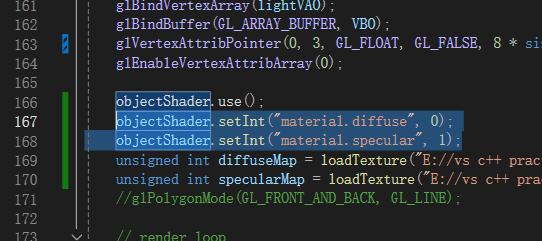 161 glBindVertexArray(lightVAO);
162 glBindBuffer(GL_ARRAY_BUFFER, VBO);
163 glVertexAttribPointer(0, 3, GL_FLOAT, GL_FALSE, 8 *
164 glEnableVertexAttribArray(0);
165
166 objectShader.use();
167 objectShader.setInt("material.diffuse", 0);
168 objectShader.setInt("material.specular", 1);
169 unsigned int diffuseMap = loadTexture("E://vs c++ prac
170 unsigned int specularMap = loadTexture("E://vs c++ pra
171 //glPolygonMode(GL_FRONT_AND_BACK, GL_LINE);
172
173 // render loop